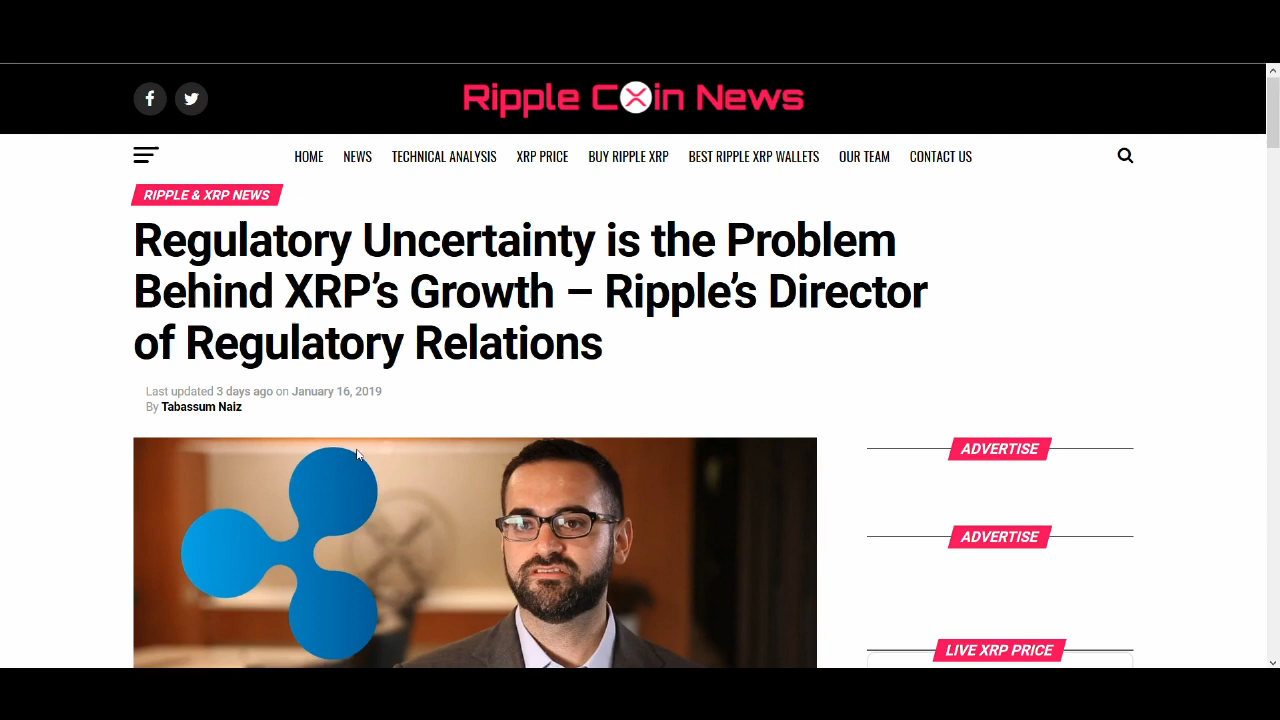 Ripple Coin News
HOME NEWS TECHNICAL ANALYSIS XRP PRICE BUY RIPPLE XRP BEST RIPPLE XRP WALLETS OUR TEAM CONTACT US
RIPPLE & XRP NEWS
Regulatory Uncertainty is the Problem
Behind XRP’s Growth – Ripple’s Director
of Regulatory Relations
Last updated 3 days ago on January 16, 2019
By Tabassum Naiz
ADVERTISE
ADVERTISE
LIVE XRP PRICE